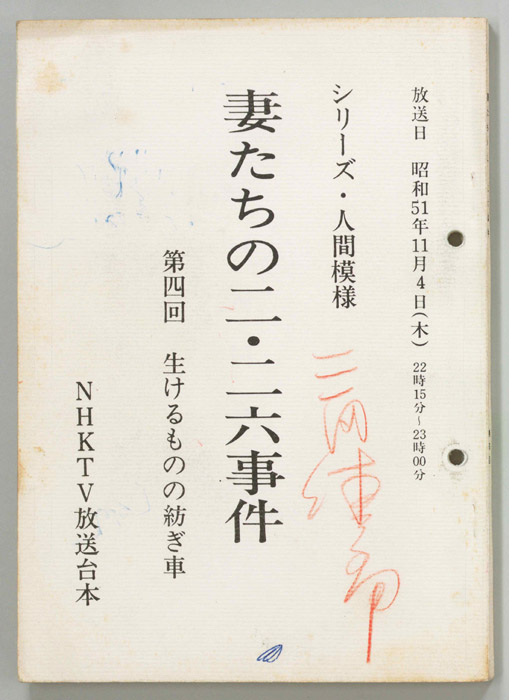 放送日 昭和51年11月4日(木) 22時15分~23時00分
シリーズ・人間模様
妻たちの二・二六事件
第四回 生けるものの紡ぎ車
NHKTV放送台本